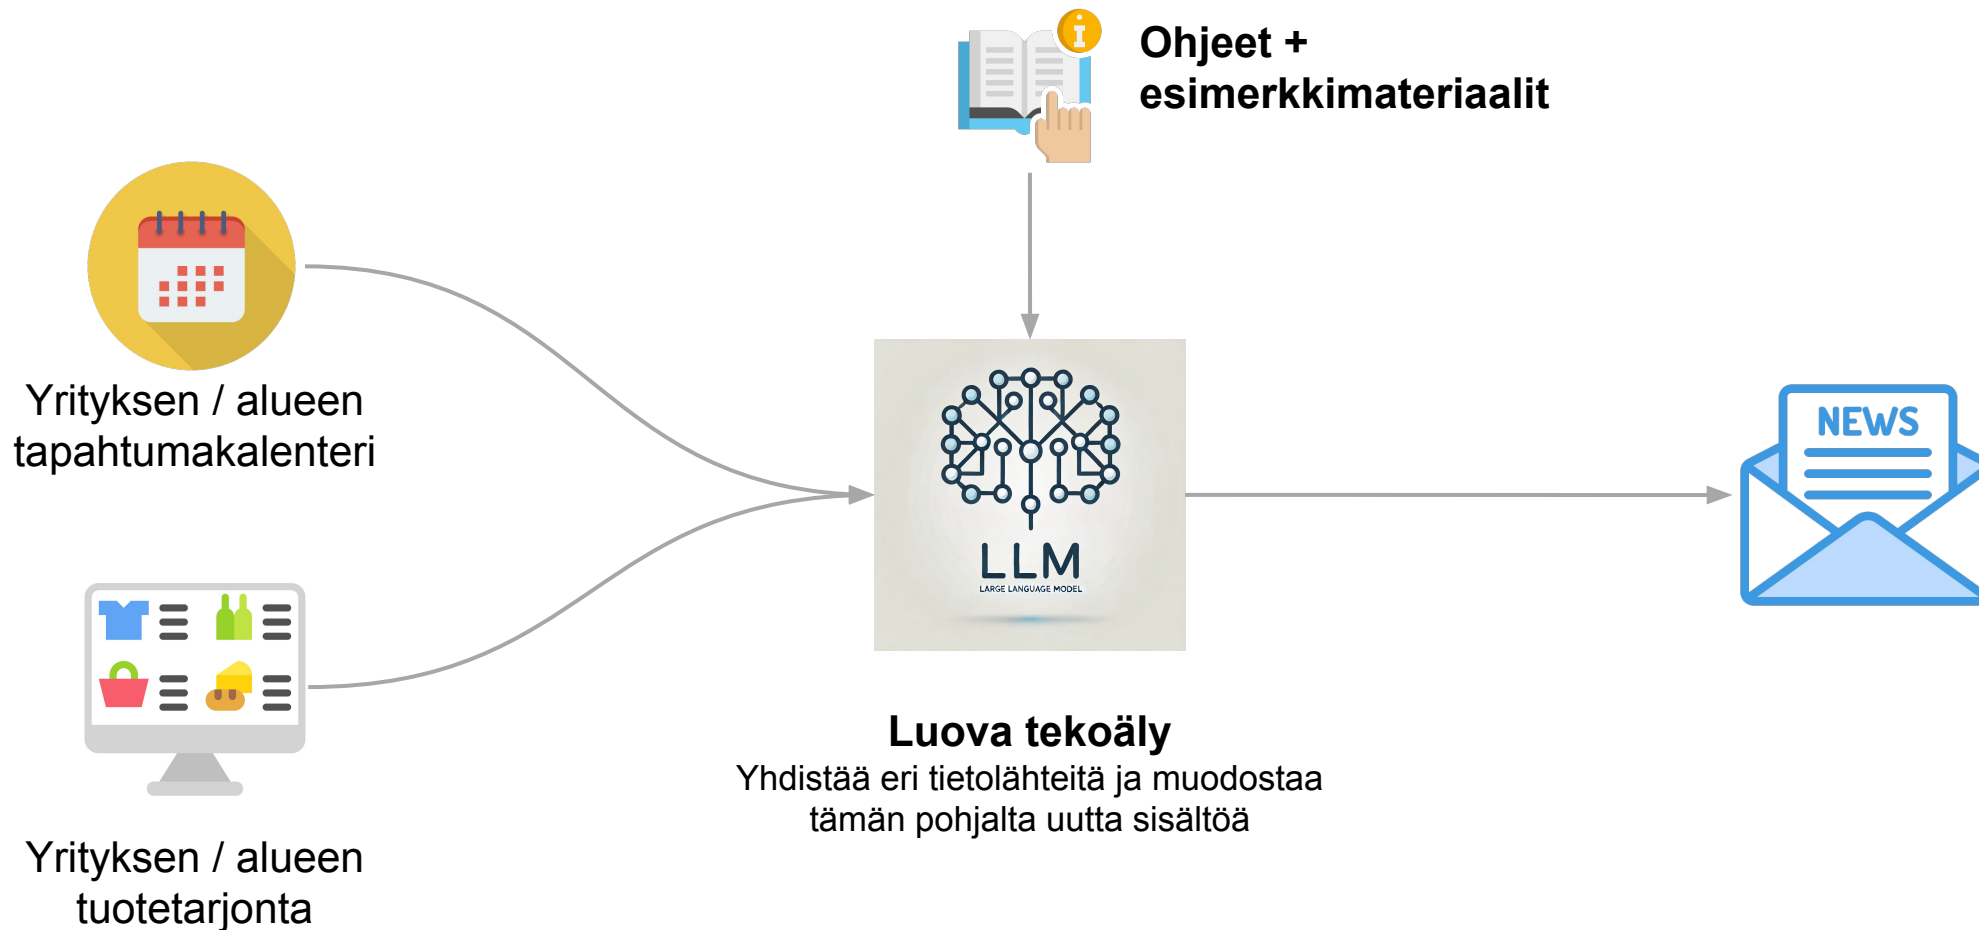 Ohjeet +
esimerkkimateriaalit
Yrityksen / alueen
tapahtumakalenteri
NEWS
LLM
LARGE LANGUAGE MODEL
Luova tekoäly
Yhdistää eri tietolähteitä ja muodostaa
tämän pohjalta uutta sisältöä
Yrityksen / alueen
tuotetarjonta